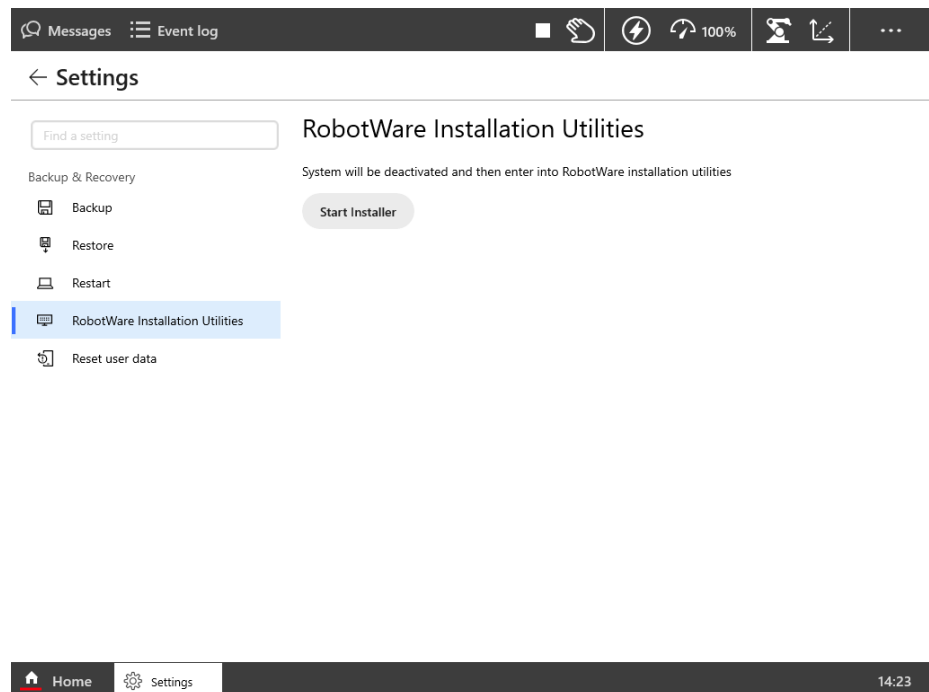 Messages Event log 100% ...
Settings
Find a setting
RobotWare Installation Utilities
Backup & Recovery
System will be deactivated and then enter into RobotWare installation utilities
Backup
Start Installer
Restore
Restart
RobotWare Installation Utilities
Reset user data
Home Settings 14:23